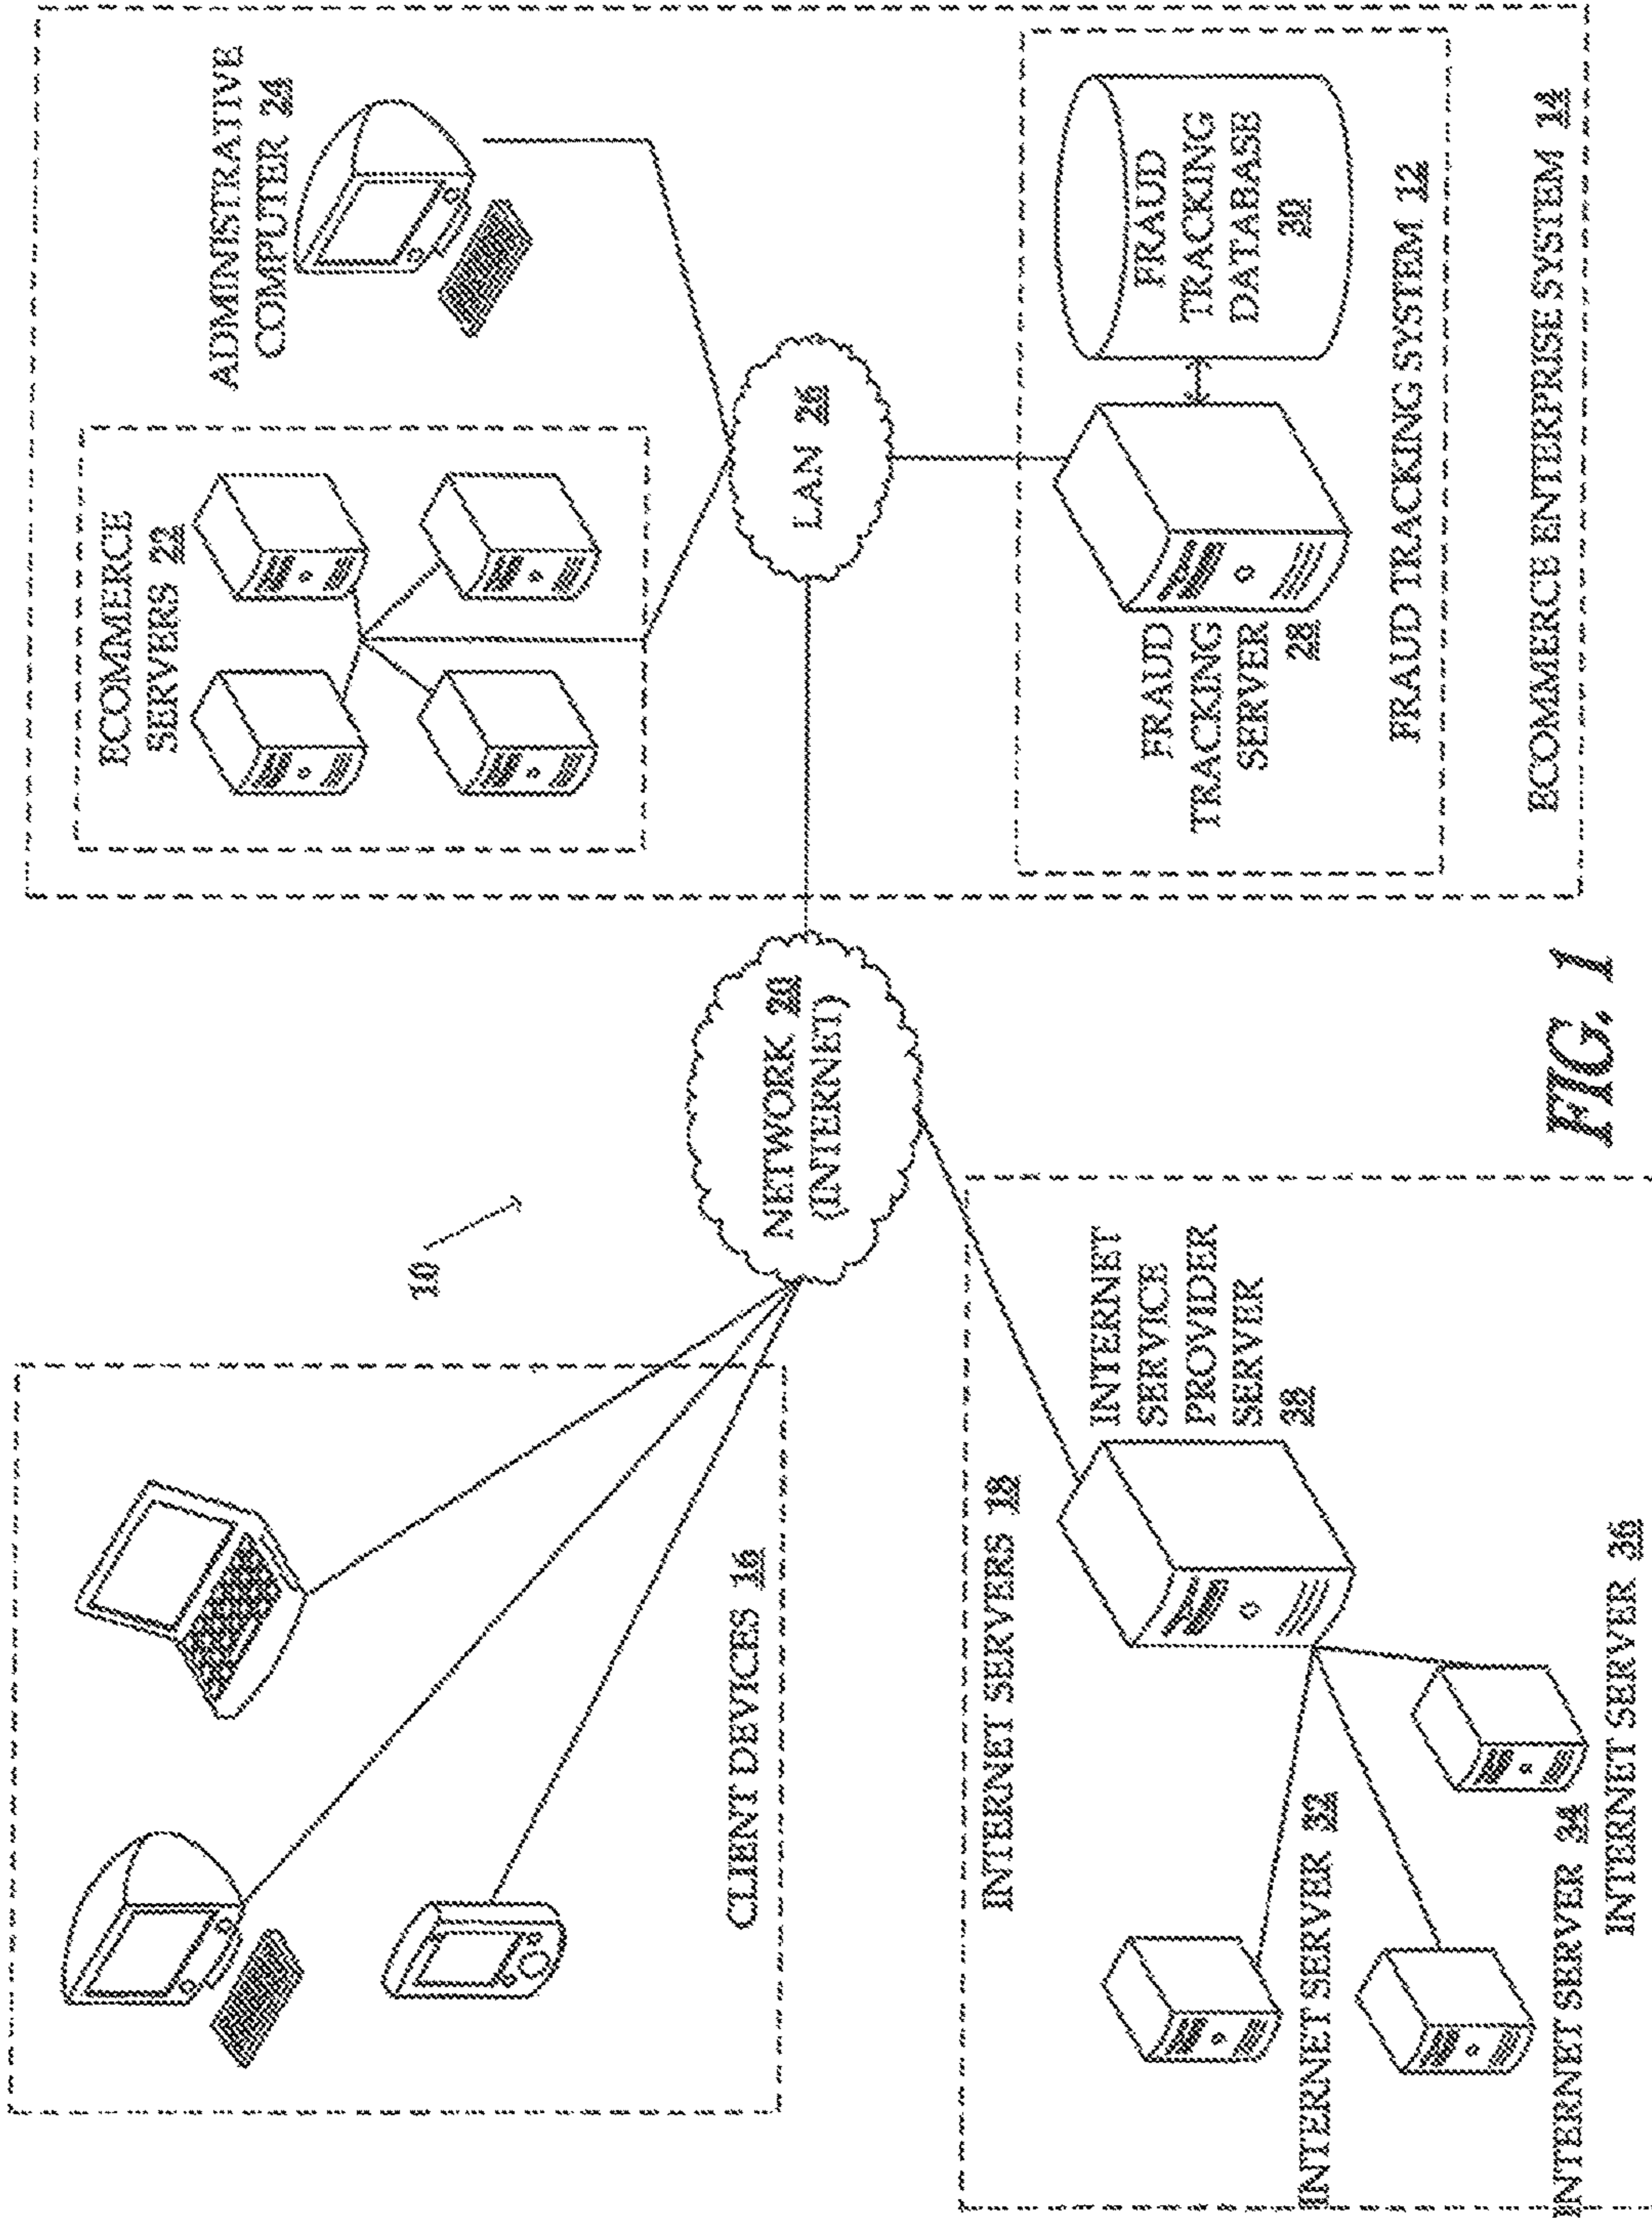 10
CLIENT DEVICES 16
NETWORK 20
(INTERNET)
ECOMMERCE
SERVERS 22
ADMINISTRATIVE
COMPUTER 24
LAN 26
INTERNET SERVERS 18
INTERNET
SERVICE
PROVIDER
SERVER
38
INTERNET SERVER 32
INTERNET SERVER 34
INTERNET SERVER 36
FRAUD
TRACKING
SERVER
28
FRAUD
TRACKING
DATABASE
30
FRAUD TRACKING SYSTEM 12
ECOMMERCE ENTERPRISE SYSTEM 14
FIG. 1